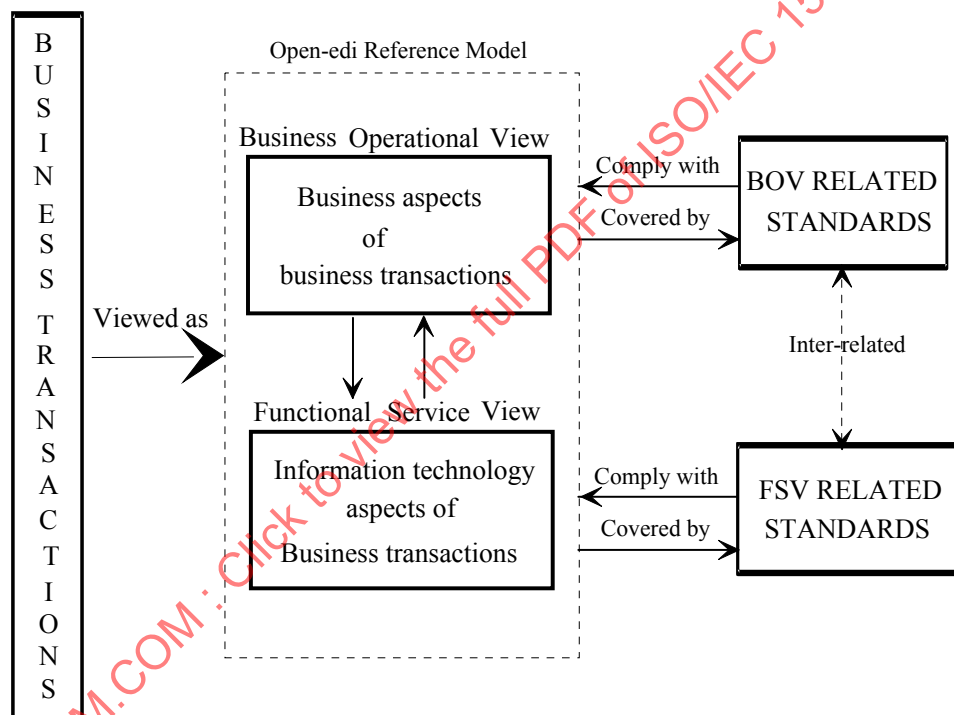 BUSINESS TRANSACTIONS
Viewed as
Open-edi Reference Model
Business Operational View
Business aspects
of
business transactions
Functional Service View
Information technology
aspects of
Business transactions
Comply with
Covered by
BOV RELATED
STANDARDS
Inter-related
Comply with
Covered by
FSV RELATED
STANDARDS
M.COM : Click to view the full PDF of ISO/IEC 15